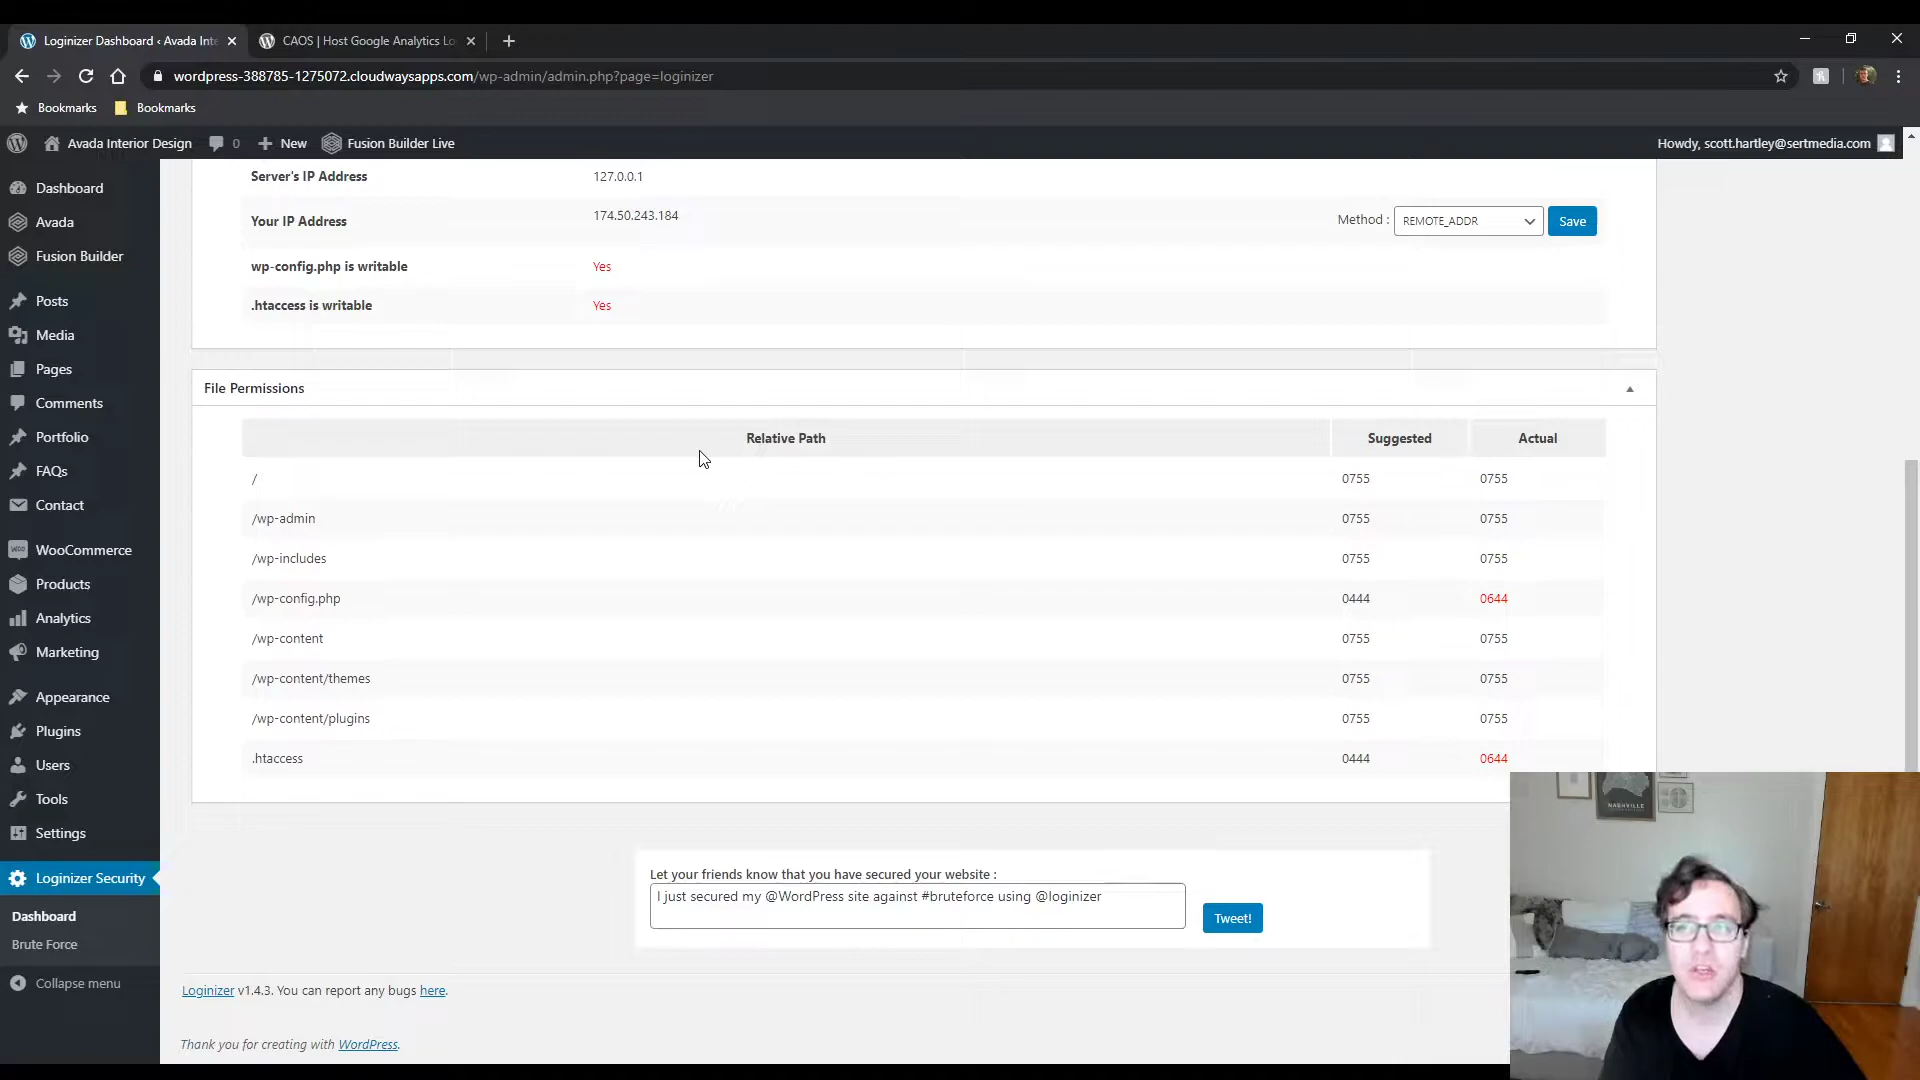 Loginizer Dashboard ‹ Avada Inte
CAOS | Host Google Analytics Lo
wordpress-388785-1275072.cloudwaysapps.com/wp-admin/admin.php?page=loginizer
Bookmarks
Bookmarks
Avada Interior Design
0
New
Fusion Builder Live
Howdy, scott.hartley@sertmedia.com
Dashboard
Avada
Fusion Builder
Posts
Media
Pages
Comments
Portfolio
FAQs
Contact
WooCommerce
Products
Analytics
Marketing
Appearance
Plugins
Users
Tools
Settings
Loginizer Security
Dashboard
Brute Force
Collapse menu
Server's IP Address 127.0.0.1
Your IP Address 174.50.243.184 Method : REMOTE_ADDR Save
wp-config.php is writable Yes
.htaccess is writable Yes
File Permissions
Relative Path Suggested Actual
/ 0755 0755
/wp-admin 0755 0755
/wp-includes 0755 0755
/wp-config.php 0444 0644
/wp-content 0755 0755
/wp-content/themes 0755 0755
/wp-content/plugins 0755 0755
.htaccess 0444 0644
Let your friends know that you have secured your website :
I just secured my @WordPress site against #bruteforce using @loginizer
Tweet!
Loginizer v1.4.3. You can report any bugs here.
Thank you for creating with WordPress.
NASHVILLE